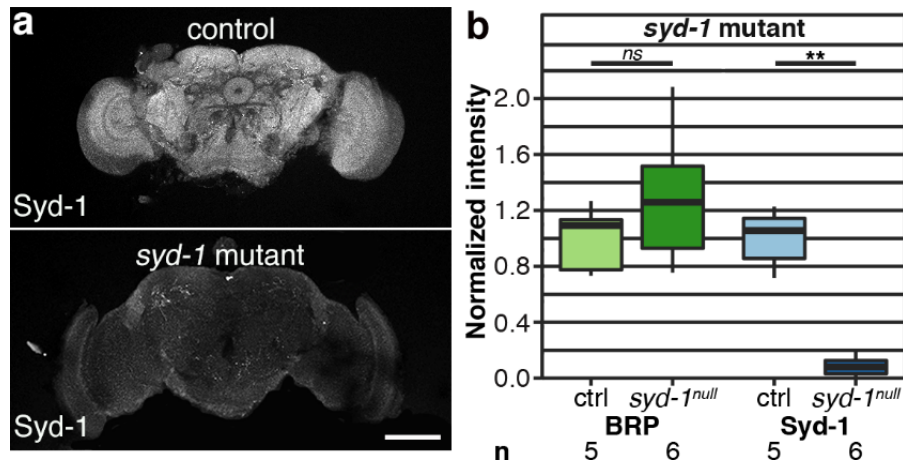 a
control
Syd-1
syd-1 mutant
Syd-1
b
syd-1 mutant
ns
**
Normalized intensity
2.0
1.6
1.2
0.8
0.4
0.0
ctrl syd-1null ctrl syd-1null
BRP Syd-1
n 5 6 5 6